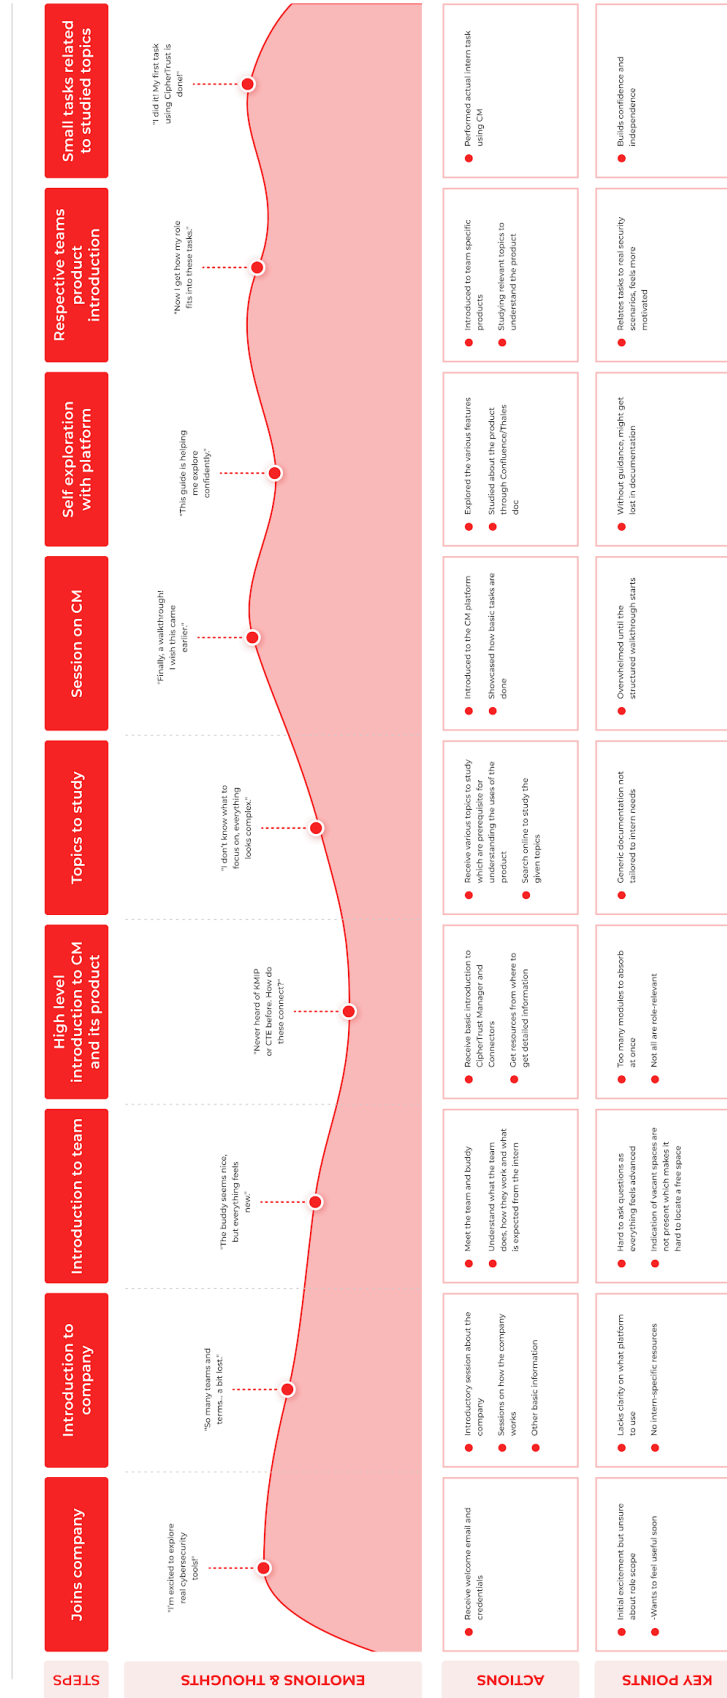 STEPS
Joins company
Introduction to
company
Introduction to team
High level
introduction to CM
and its product
Topics to study
Session on CM
Self exploration
with platform
Respective teams
product
introduction
Small tasks related
to studied topics
EMOTIONS & THOUGHTS
"I'm excited to explore
real cybersecurity
tools!"
"So many teams and
terms... a bit lost."
"The buddy seems nice,
but everything feels
new."
"Never heard of KMIP
or CTE before. How do
these connect?"
"I don't know what to
focus on, everything
looks complex."
"Finally, a walkthrough!
I wish this came
earlier."
"This guide is helping
me explore
confidently."
"Now I get how my role
fits into these tasks."
"I did it! My first task
using CipherTrust is
done!"
ACTIONS
Receive welcome email and
credentials
Introductory session about the
company
Sessions on how the company
works
Other basic information
Meet the team and buddy
Understand what the team
does, how they work and what
is expected from the intern
Receive basic introduction to
CipherTrust Manager and
Connectors
Get resources from where to
get detailed information
Receive various topics to study
which are prerequisite for
understanding the uses of the
product
Search online to study the
given topics
Introduced to the CM platform
Showcased how basic tasks are
done
Explored the various features
Studied about the product
through Confluence/Thales
doc
Introduced to team specific
products
Studying relevant topics to
understand the product
Performed actual intern task
using CM
KEY POINTS
Initial excitement but unsure
about role scope
-Wants to feel useful soon
Lacks clarity on what platform
to use
No intern-specific resources
Hard to ask questions as
everything feels advanced
Indication of vacant spaces are
not present which makes it
hard to locate a free space
Too many modules to absorb
at once
Not all are role-relevant
Generic documentation not
tailored to intern needs
Overwhelmed until the
structured walkthrough starts
Without guidance, might get
lost in documentation
Relates tasks to real security
scenarios, feels more
motivated
Builds confidence and
independence